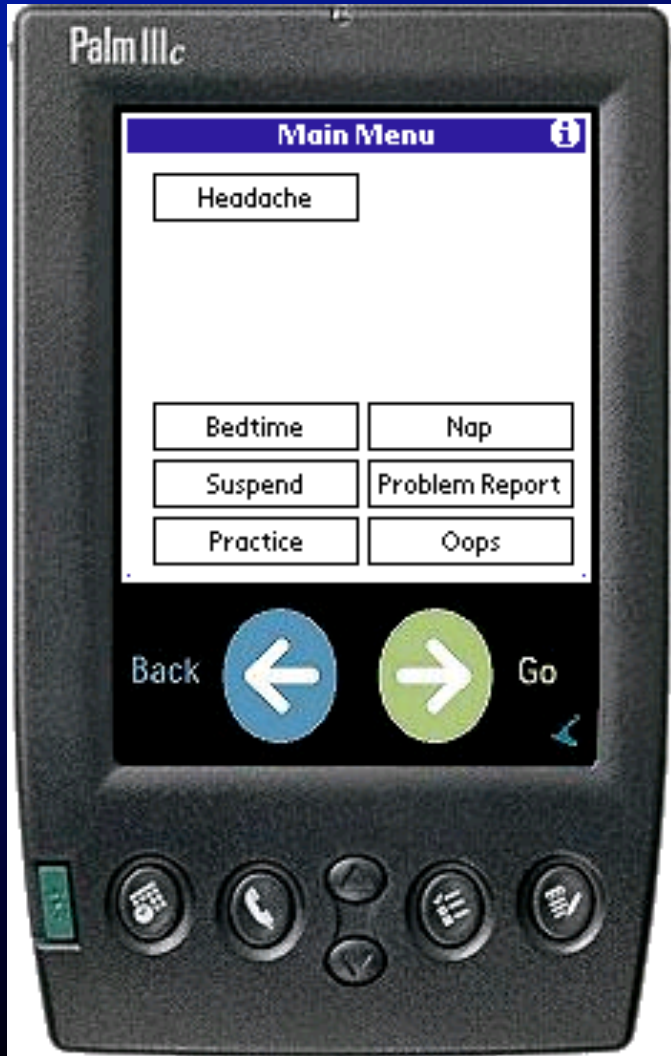 Palm IIIc
Main Menu i
Headache
Bedtime Nap
Suspend Problem Report
Practice Oops
Back Go